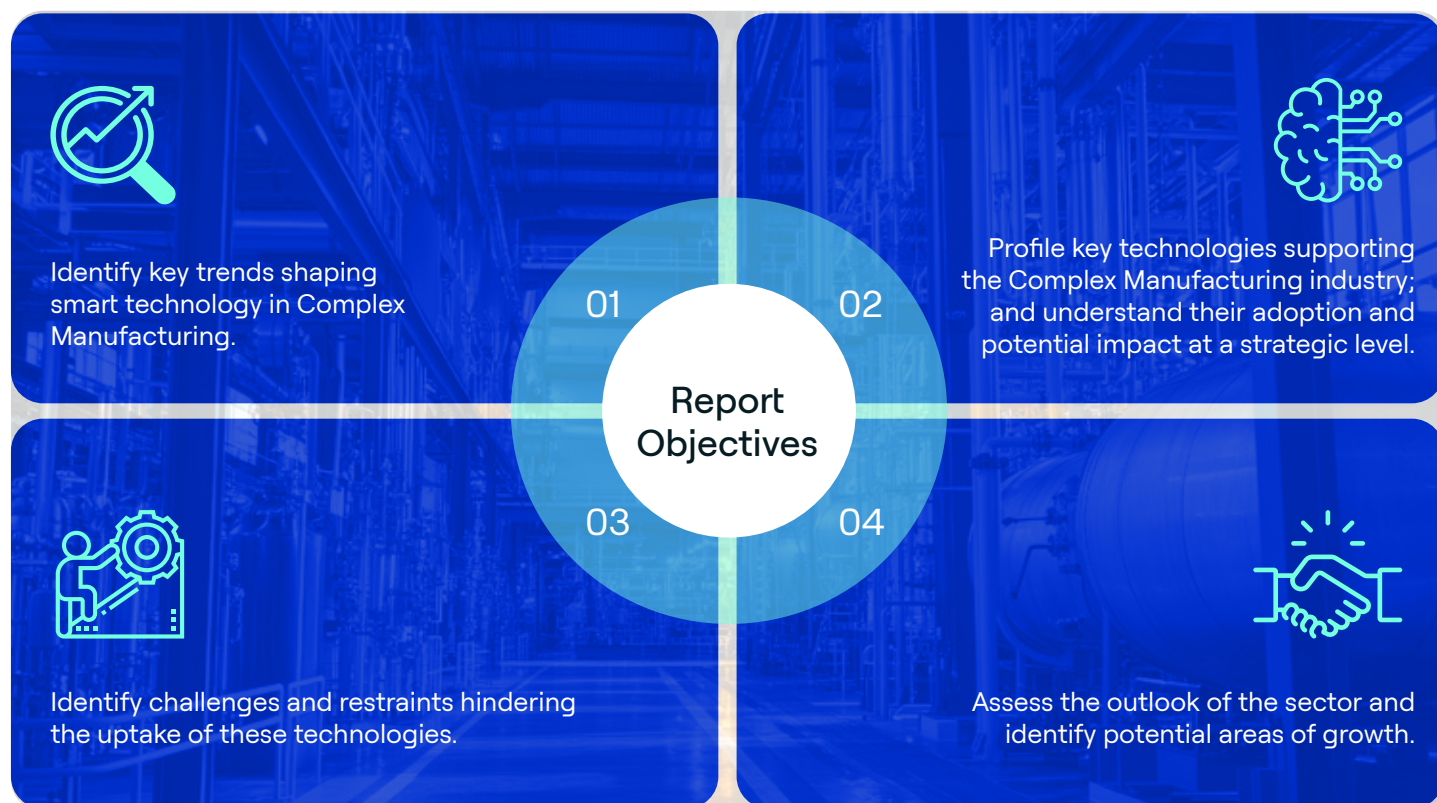 Report
Objectives
01
Identify key trends shaping
smart technology in Complex
Manufacturing.
02
Profile key technologies supporting
the Complex Manufacturing industry;
and understand their adoption and
potential impact at a strategic level.
03
Identify challenges and restraints hindering
the uptake of these technologies.
04
Assess the outlook of the sector and
identify potential areas of growth.